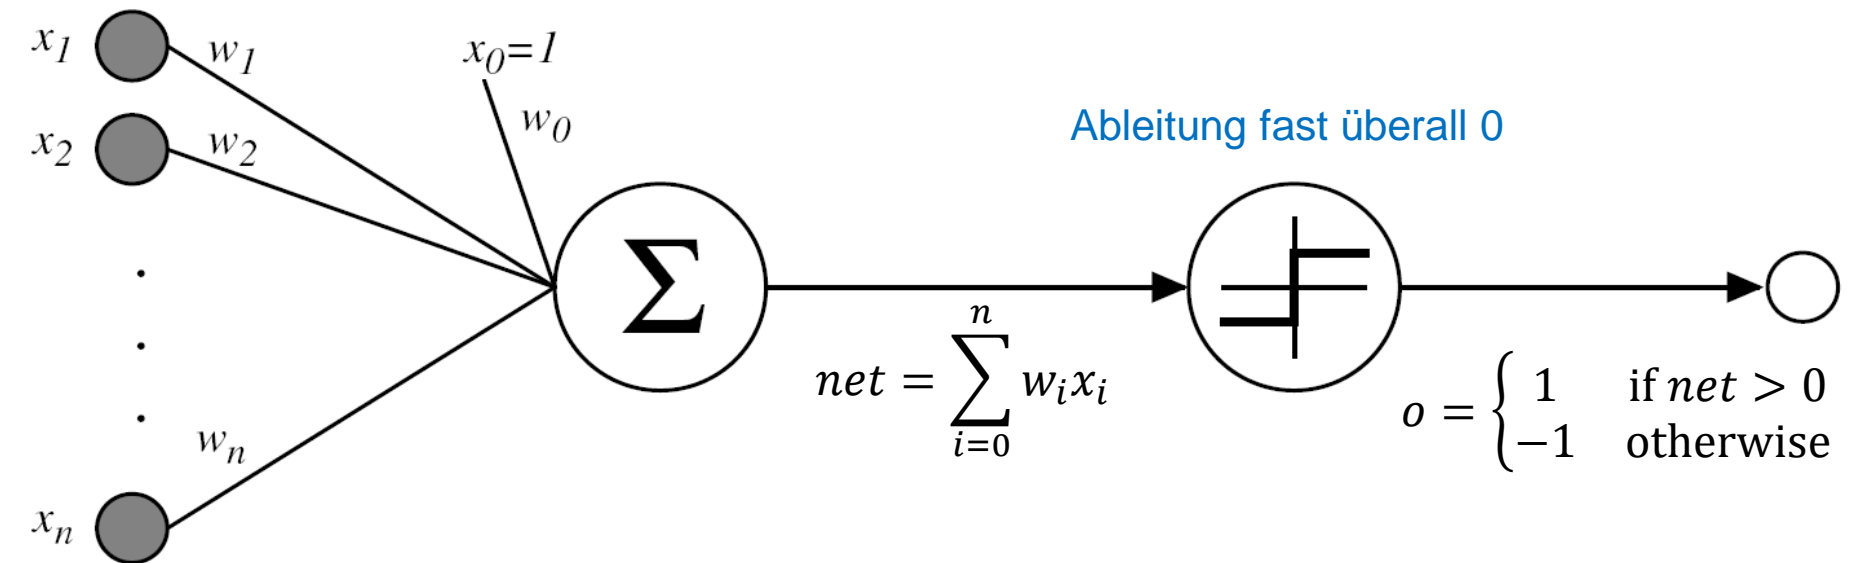 x1 w1
x0=1
w0
x2 w2
Ableitung fast überall 0
.
.
.
Σ
net = ∑_{i=0}^{n} w_i x_i
o = { 1 if net > 0
−1 otherwise
wn
xn